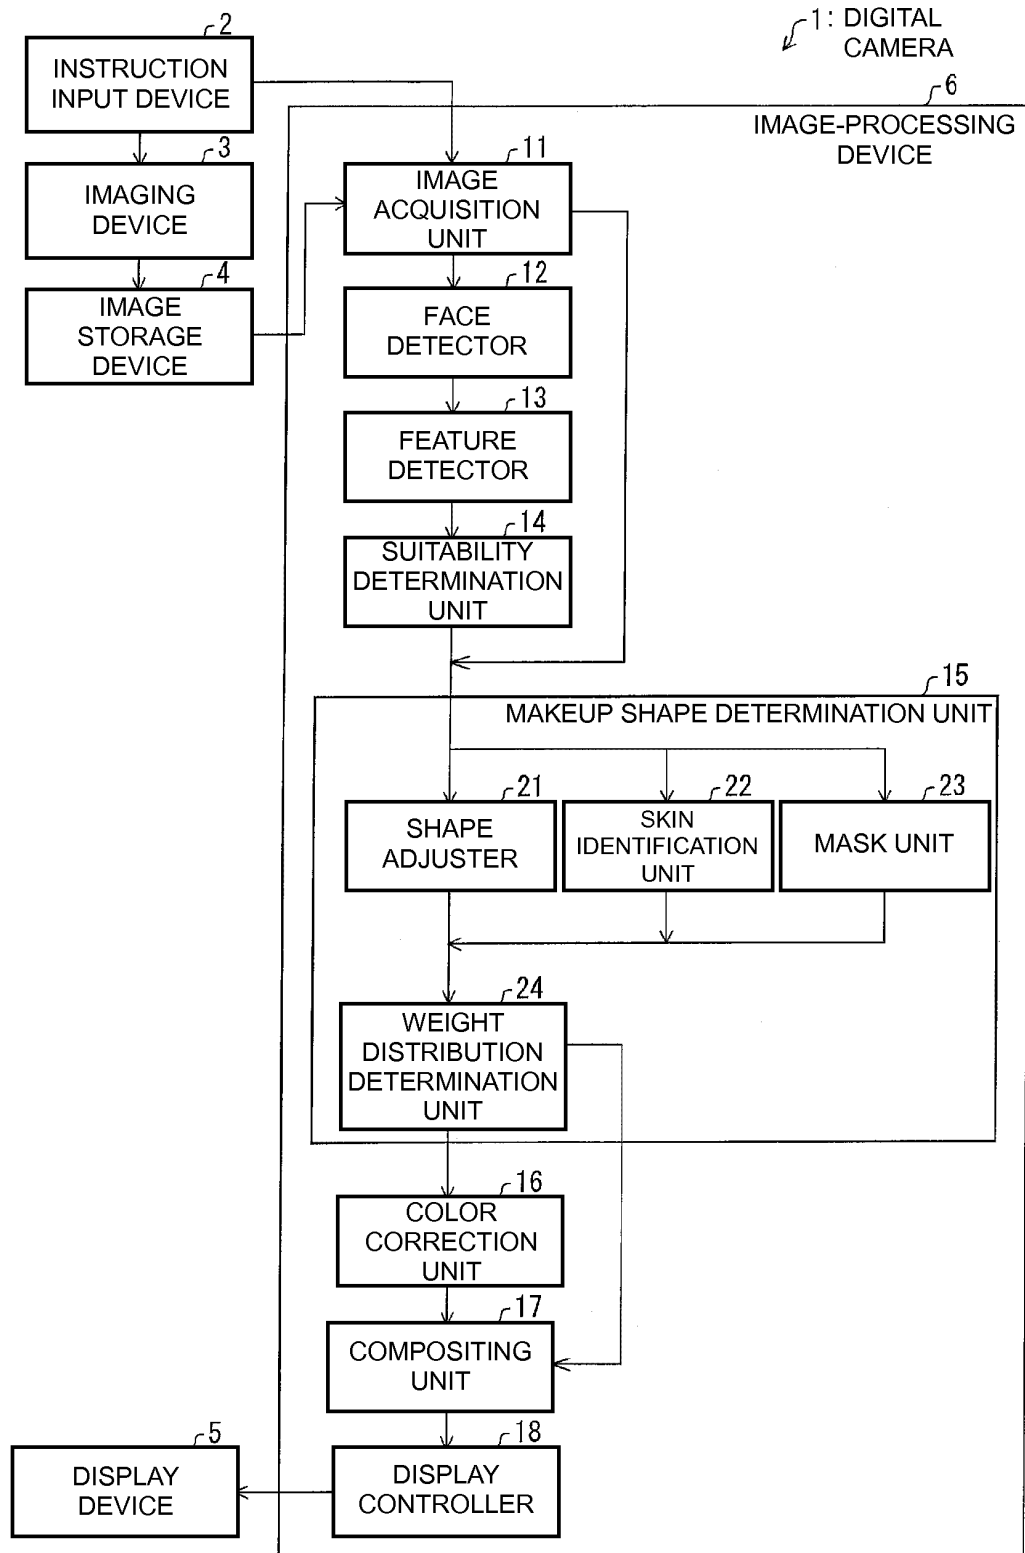 1: DIGITAL
CAMERA
2
INSTRUCTION
INPUT DEVICE
6
IMAGE-PROCESSING
DEVICE
3
IMAGING
DEVICE
11
IMAGE
ACQUISITION
UNIT
4
IMAGE
STORAGE
DEVICE
12
FACE
DETECTOR
13
FEATURE
DETECTOR
14
SUITABILITY
DETERMINATION
UNIT
15
MAKEUP SHAPE DETERMINATION UNIT
21
SHAPE
ADJUSTER
22
SKIN
IDENTIFICATION
UNIT
23
MASK UNIT
24
WEIGHT
DISTRIBUTION
DETERMINATION
UNIT
16
COLOR
CORRECTION
UNIT
17
COMPOSITING
UNIT
5
DISPLAY
DEVICE
18
DISPLAY
CONTROLLER